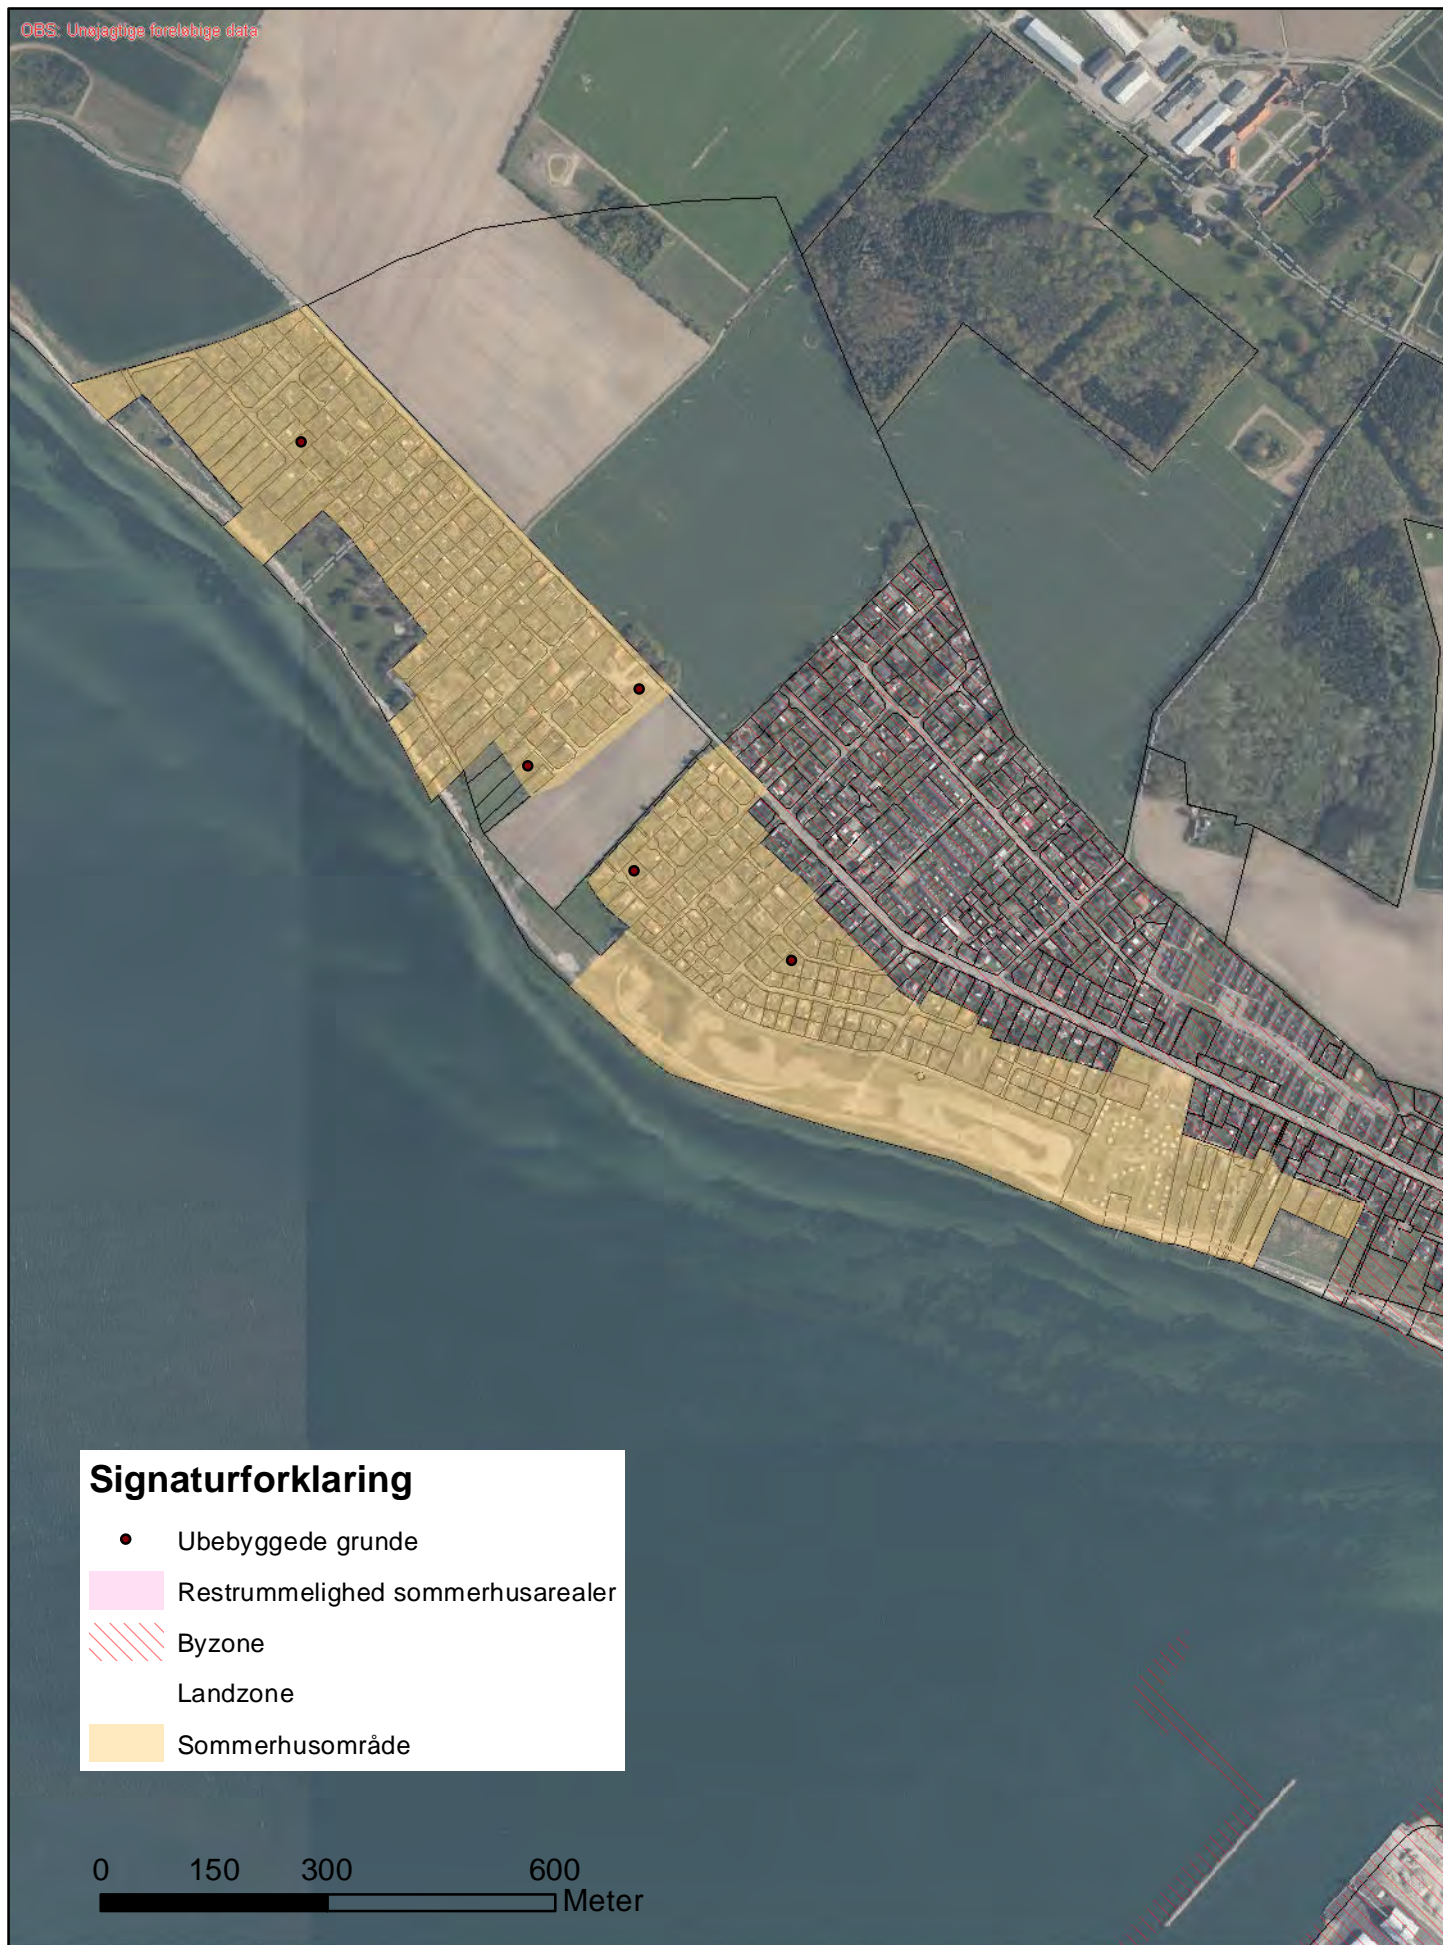 OBS: Unøjagtige foreløbige data
Signaturforklaring
Ubebyggede grunde
Restrummelighed sommerhusarealer
Byzone
Landzone
Sommerhusområde
0 150 300 600
Meter